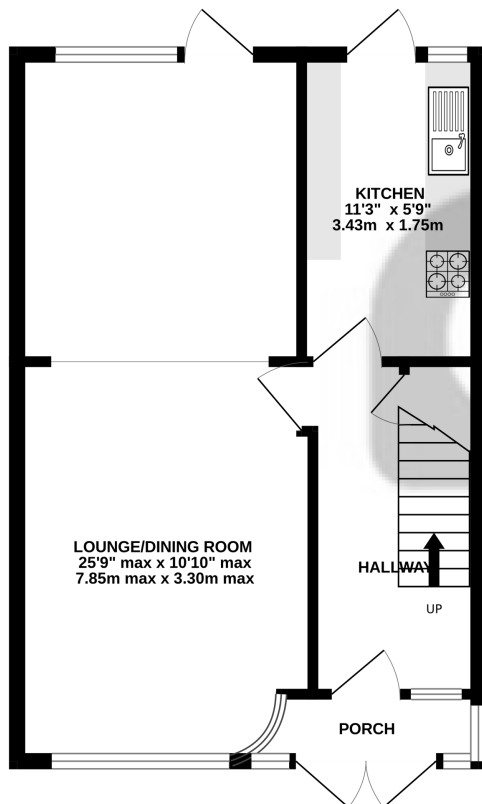 KITCHEN
11'3" x 5'9"
3.43m x 1.75m
LOUNGE/DINING ROOM
25'9" max x 10'10" max
7.85m max x 3.30m max
HALLWAY
UP
PORCH